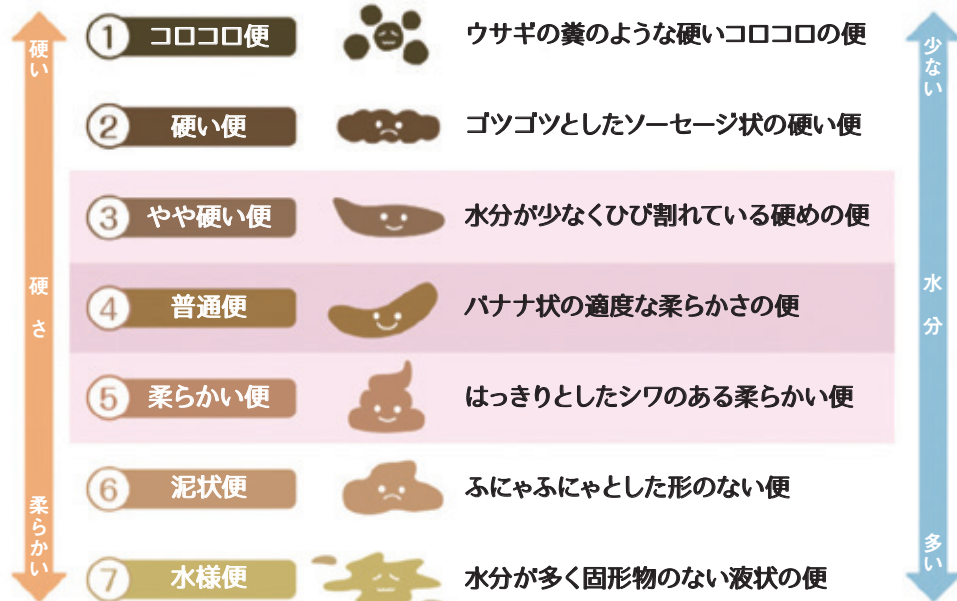 硬い
少ない
① コロコロ便 ウサギの糞のような硬いコロコロの便
② 硬い便 ゴツゴツとしたソーセージ状の硬い便
③ やや硬い便 水分が少なくひび割れている硬めの便
硬さ
水分
④ 普通便 バナナ状の適度な柔らかさの便
⑤ 柔らかい便 はっきりとしたシワのある柔らかい便
⑥ 泥状便 ふにゃふにゃとした形のない便
柔らかい
多い
⑦ 水様便 水分が多く固形物のない液状の便